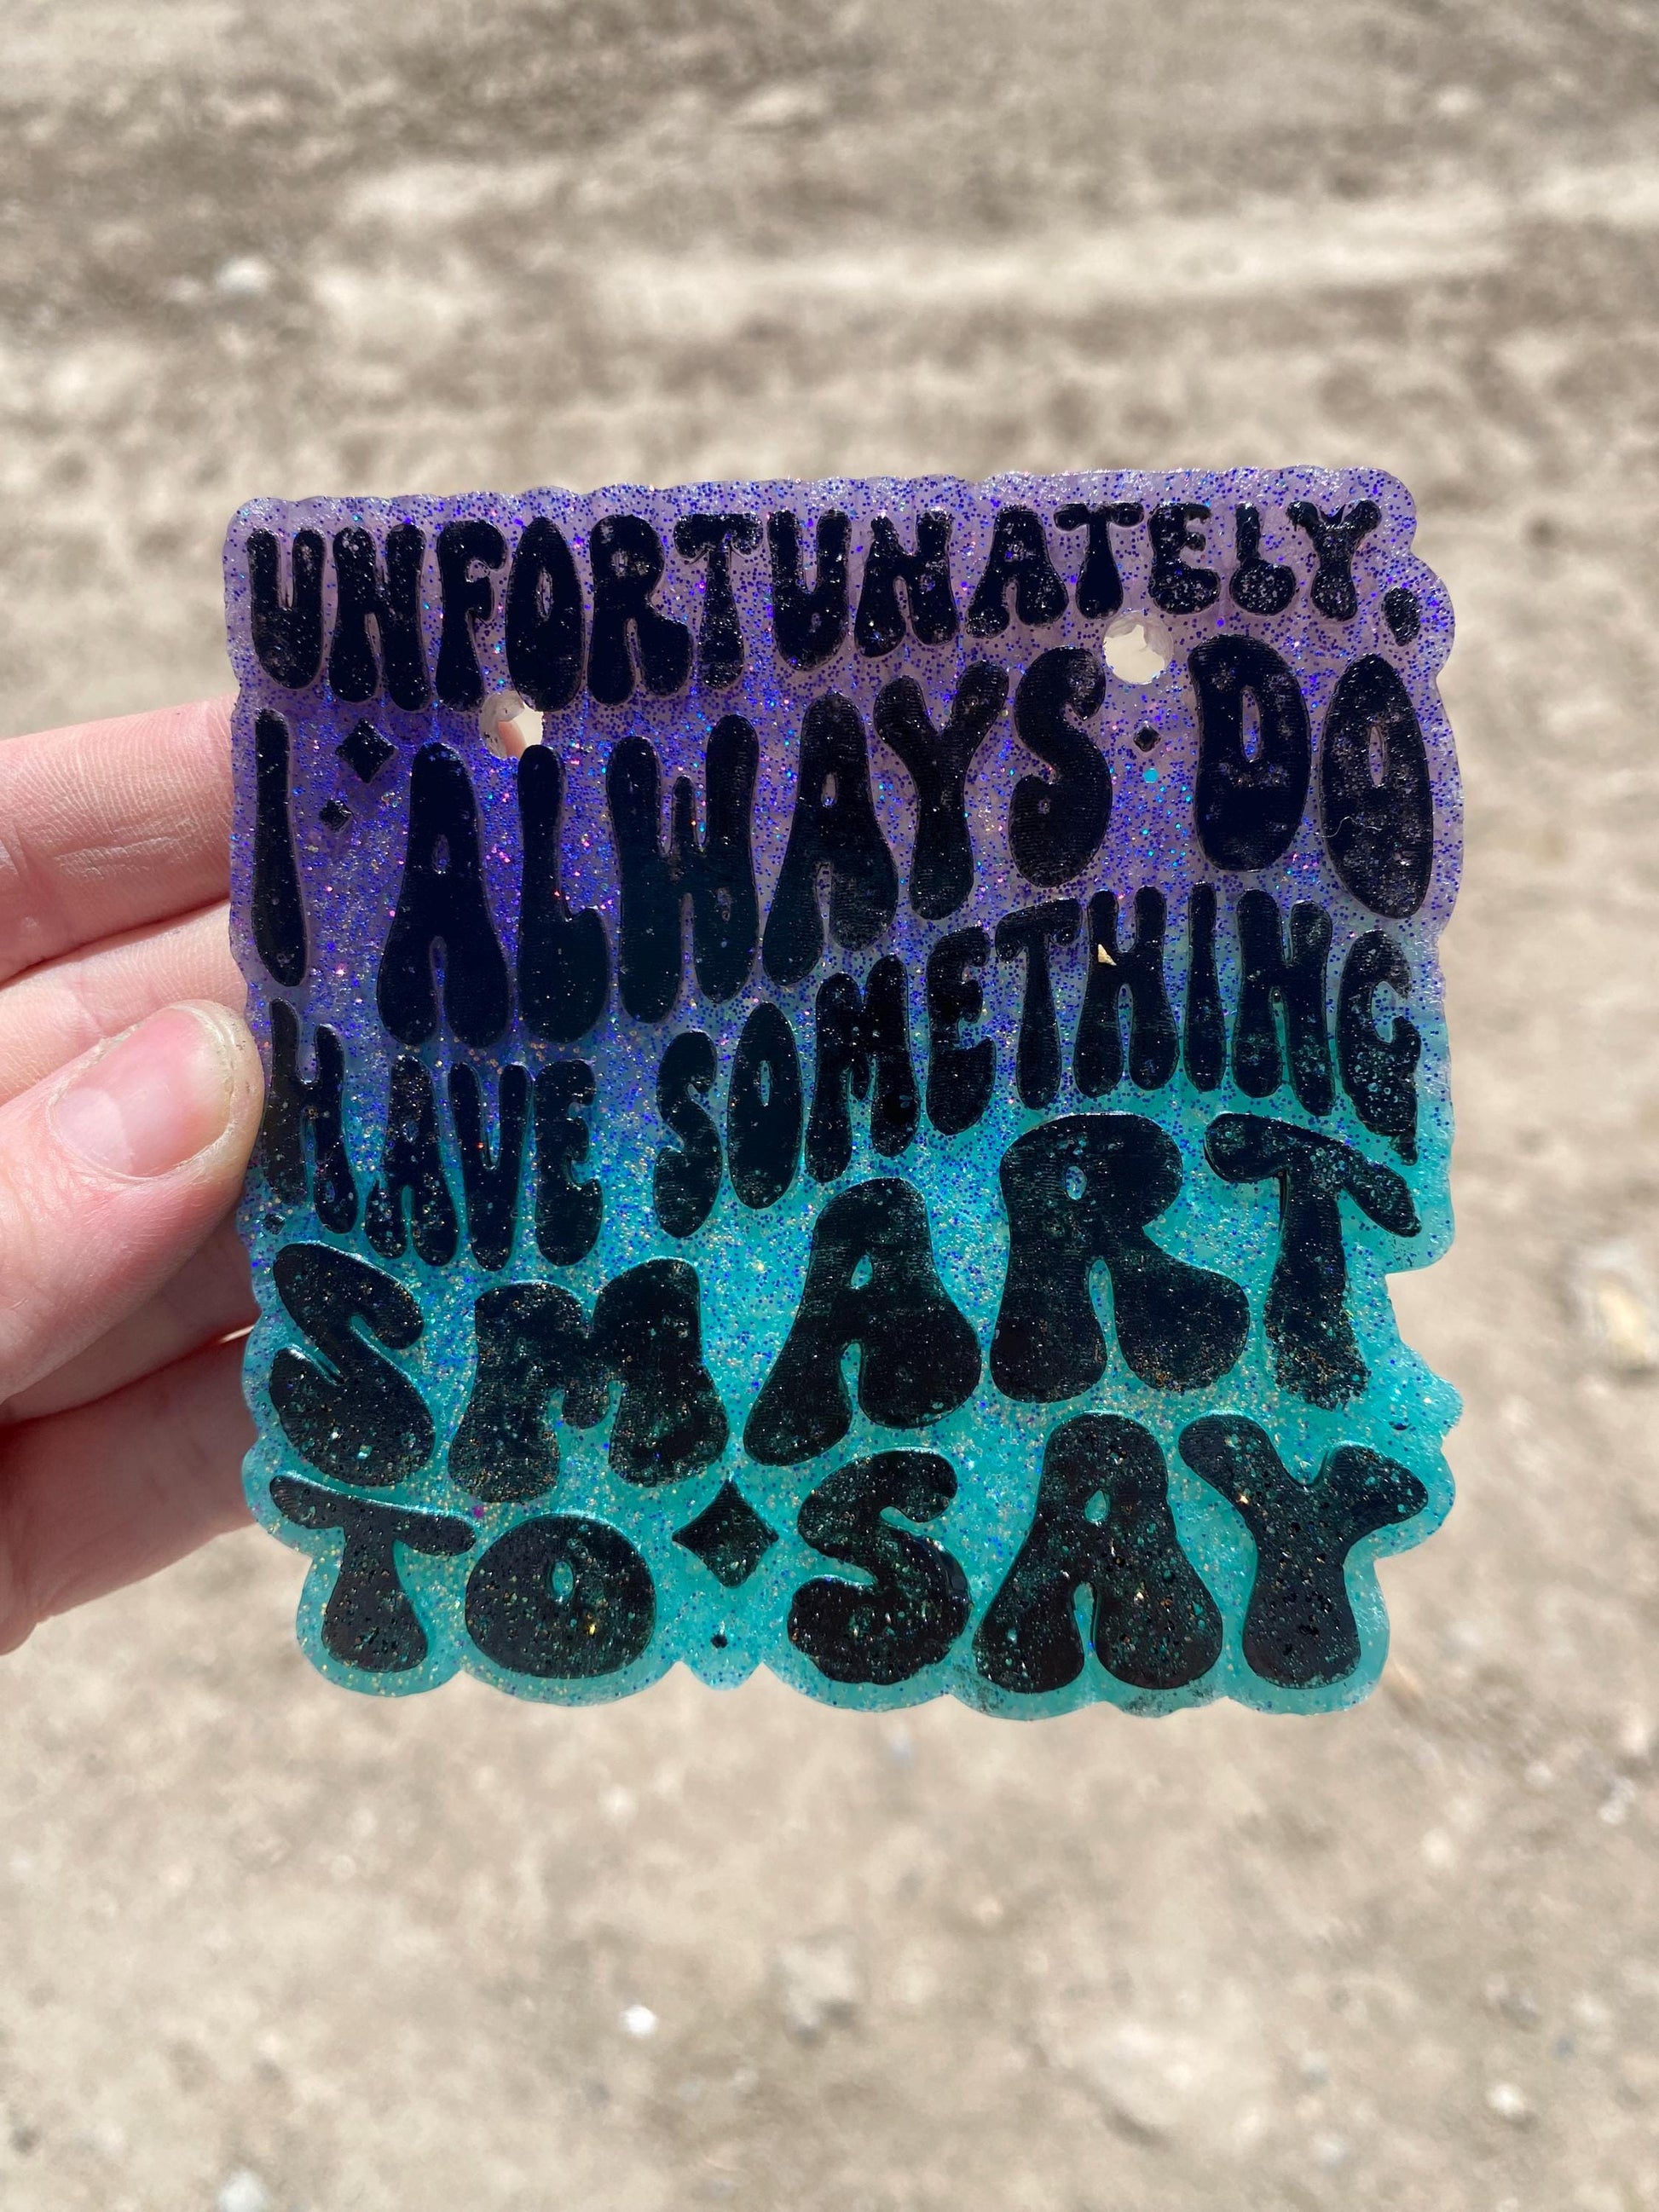 UNFORTUNATELY,
I ALWAYS DO
HAVE SOMETHING
SMART
TO SAY